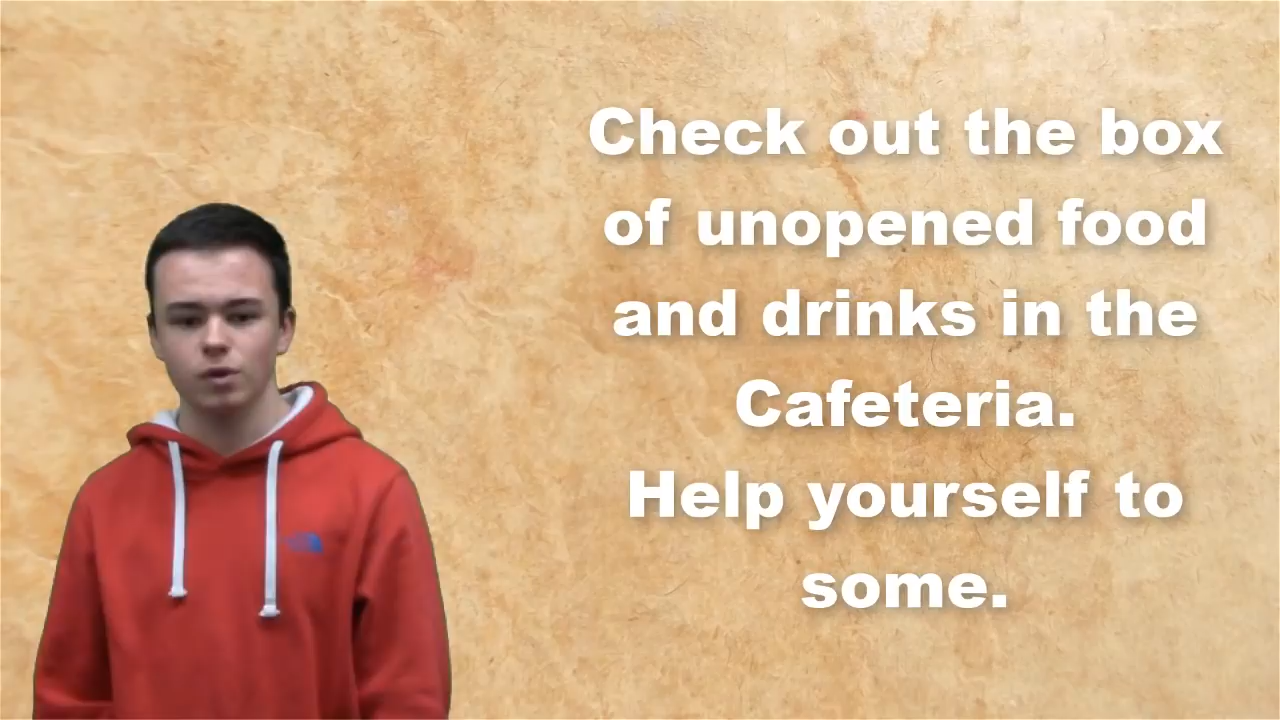 Check out the box
of unopened food
and drinks in the
Cafeteria.
Help yourself to
some.